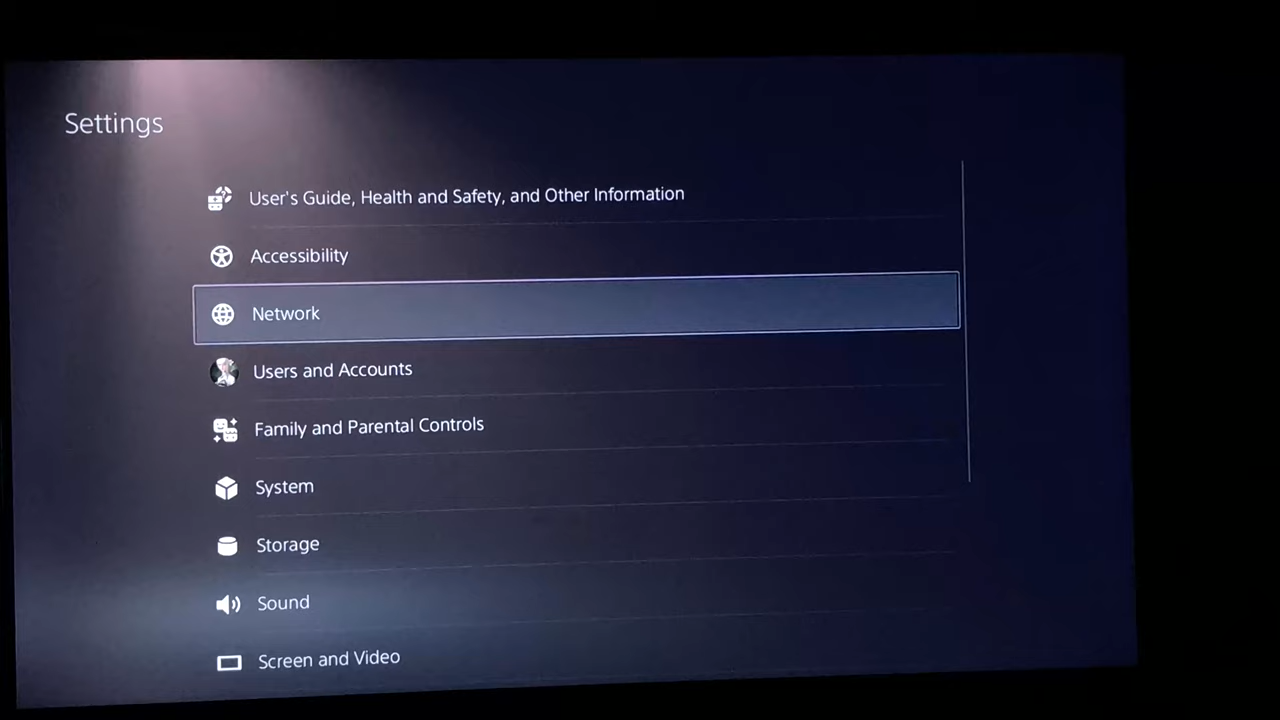 Settings
User's Guide, Health and Safety, and Other Information
Accessibility
Network
Users and Accounts
Family and Parental Controls
System
Storage
Sound
Screen and Video